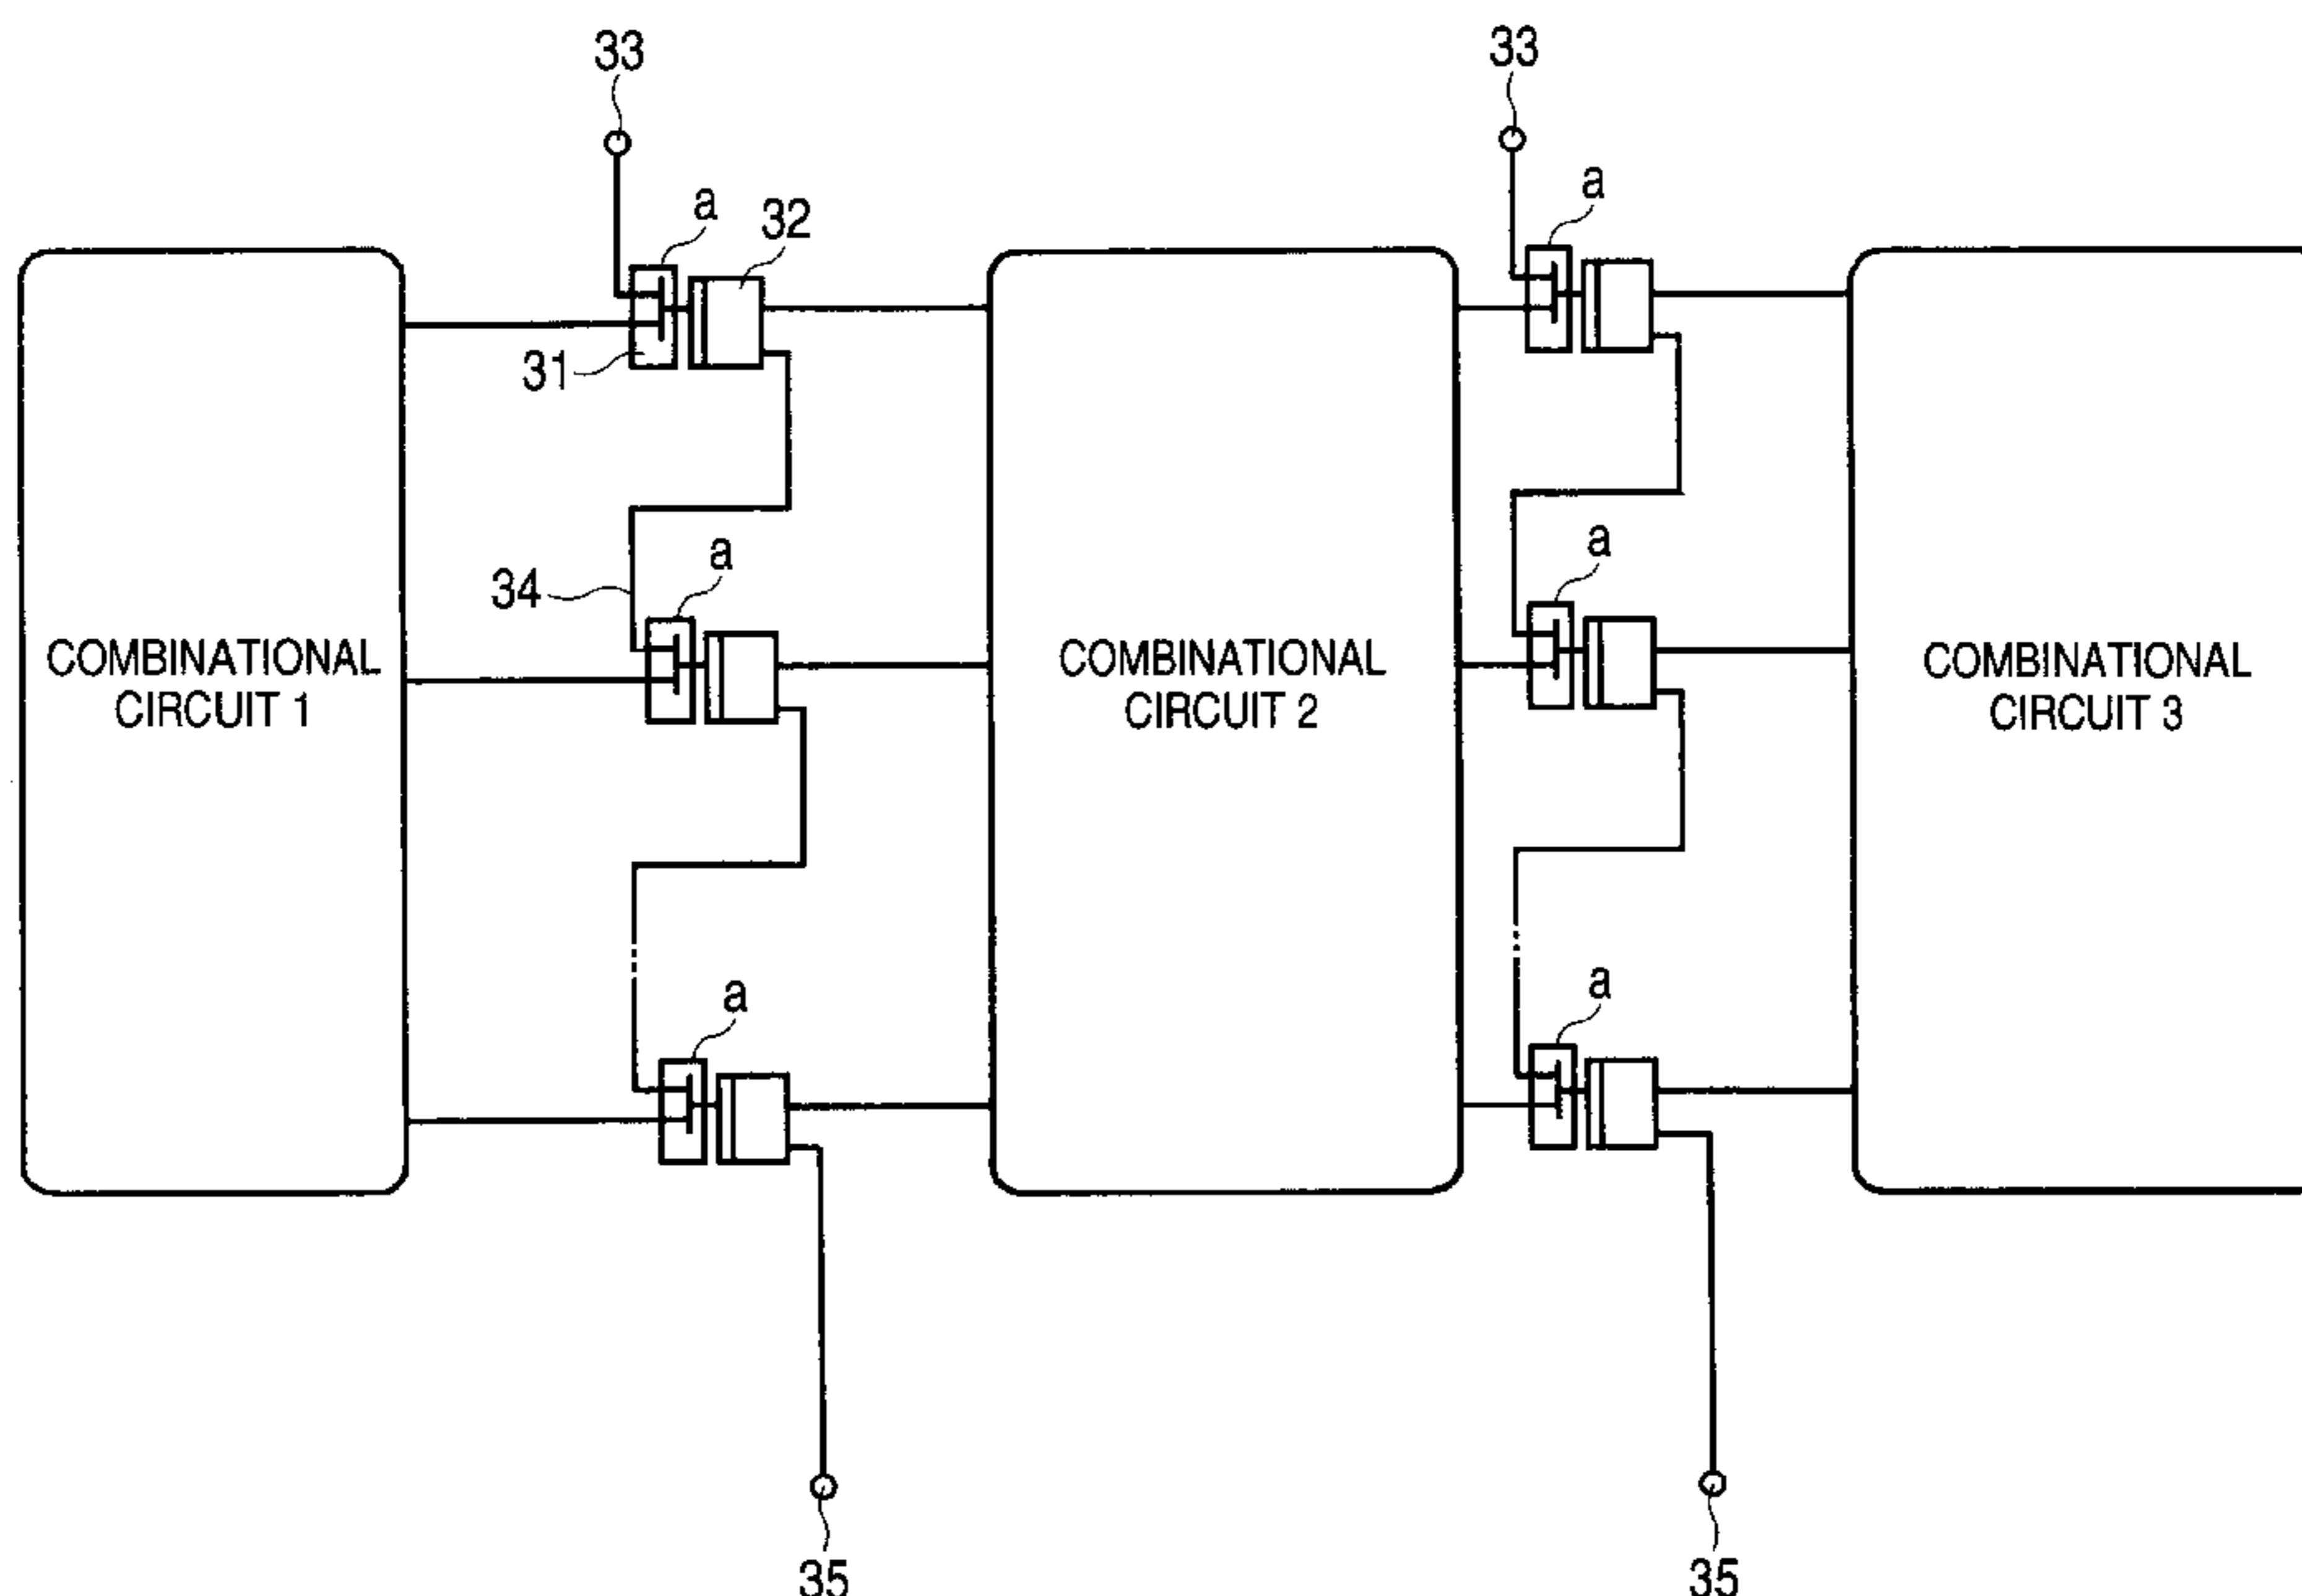 33
33
a
32
a
31
a
34
a
COMBINATIONAL
CIRCUIT 1
COMBINATIONAL
CIRCUIT 2
COMBINATIONAL
CIRCUIT 3
a
a
35
35